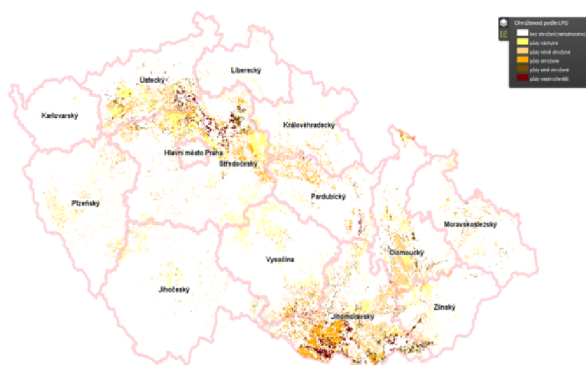 Ohroženost podle LPIS
bez ohrožení
půdy náchylné
půdy mírně ohrožené
půdy ohrožené
půdy silně ohrožené
půdy nejohroženější
Liberecký
Ústecký
Karlovarský
Královéhradecký
Hlavní město Praha
Středočeský
Plzeňský
Pardubický
Moravskoslezský
Olomoucký
Vysočina
Jihočeský
Zlínský
Jihomoravský